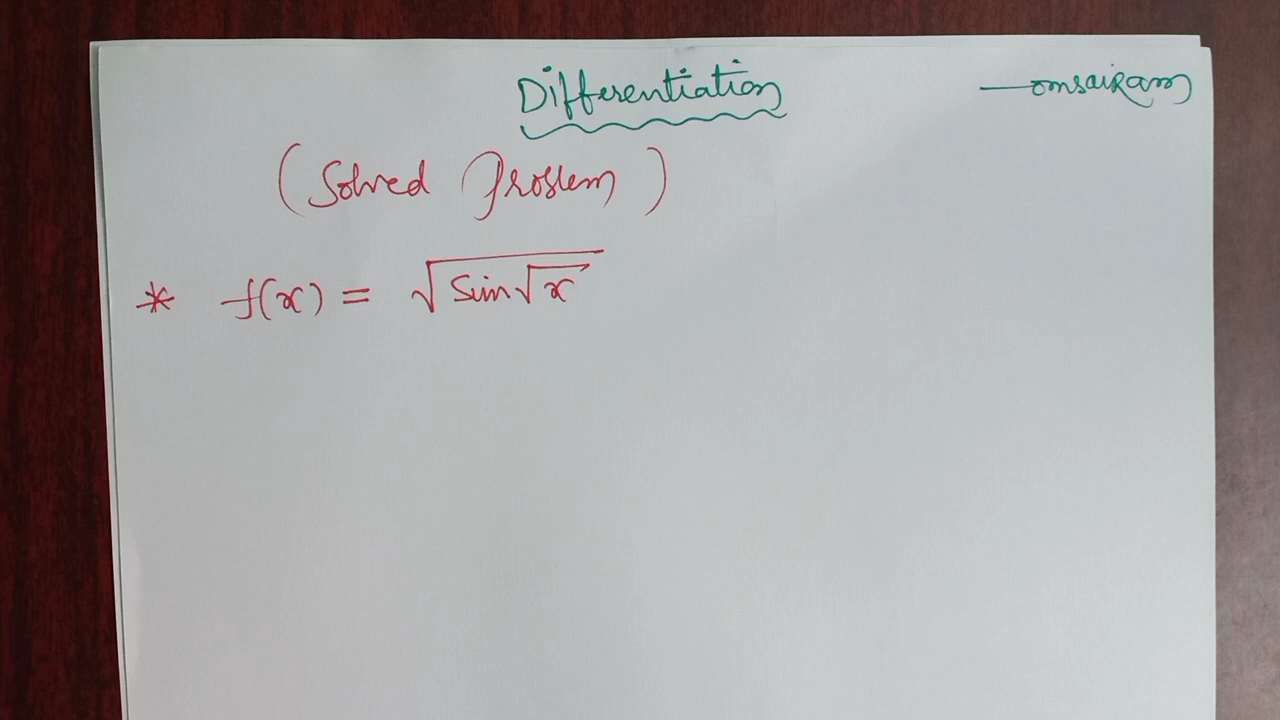 Differentiation
—omsaiRam
(Solved Problem)
* f(x) = √(Sin√x)